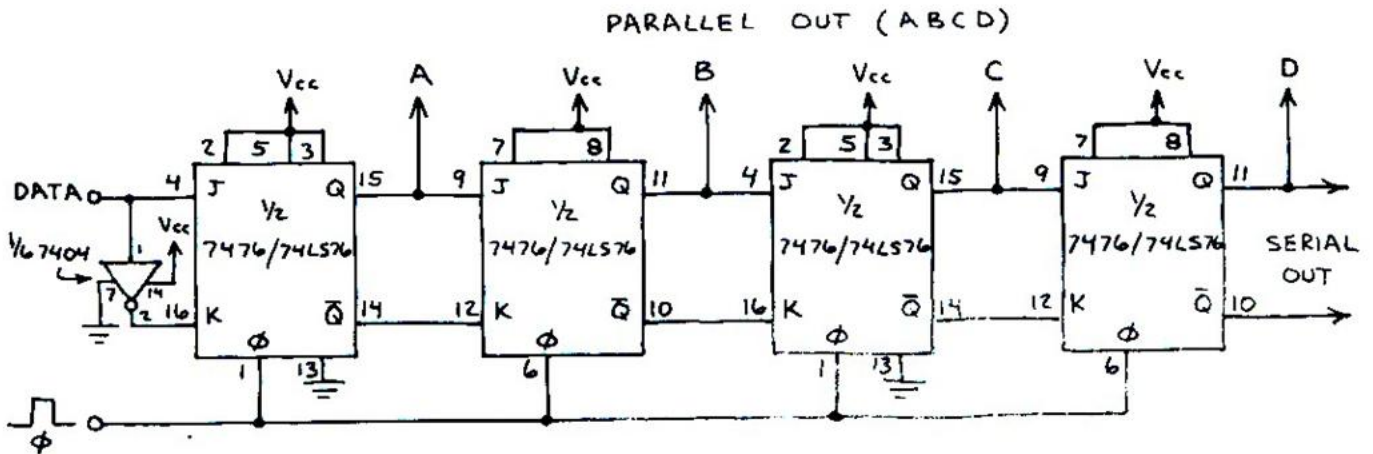 PARALLEL OUT (ABCD)
Vcc A Vcc B Vcc C Vcc D
2 5 3 7 8 2 5 3 7 8
DATA 4 J Q 15 9 J Q 11 4 J Q 15 9 J Q 11
1/2 1/2 1/2 1/2
Vcc
1
1/6 7404 7476/74LS76 7476/74LS76 7476/74LS76 7476/74LS76 SERIAL
OUT
7 14
2 16 K Q̅ 14 12 K Q̅ 10 16 K Q̅ 14 12 K Q̅ 10
ϕ ϕ ϕ ϕ
1 13 6 1 13 6
ϕ